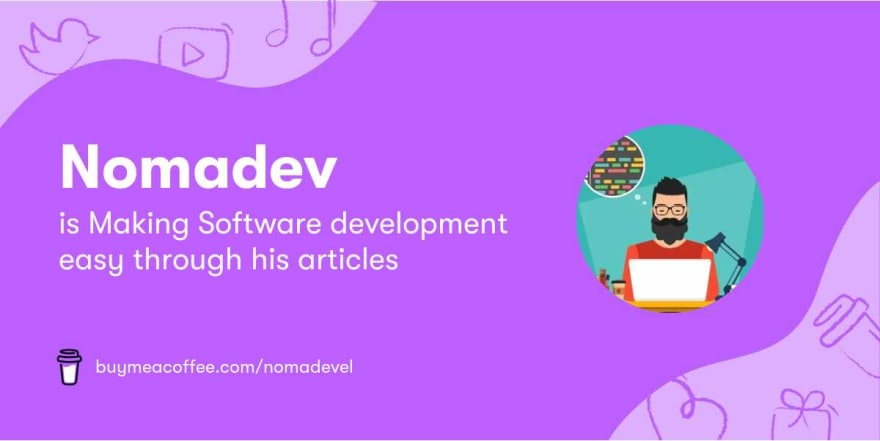 Nomadev
is Making Software development
easy through his articles
buymeacoffee.com/nomadevel